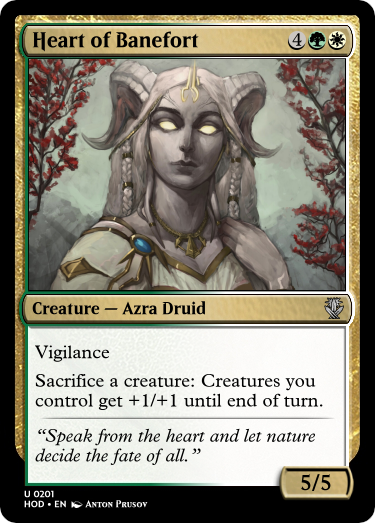 Heart of Banefort 4
Creature — Azra Druid
Vigilance
Sacrifice a creature: Creatures you
control get +1/+1 until end of turn.
“Speak from the heart and let nature
decide the fate of all.”
5/5
U 0201
HOD • EN Anton Prusov